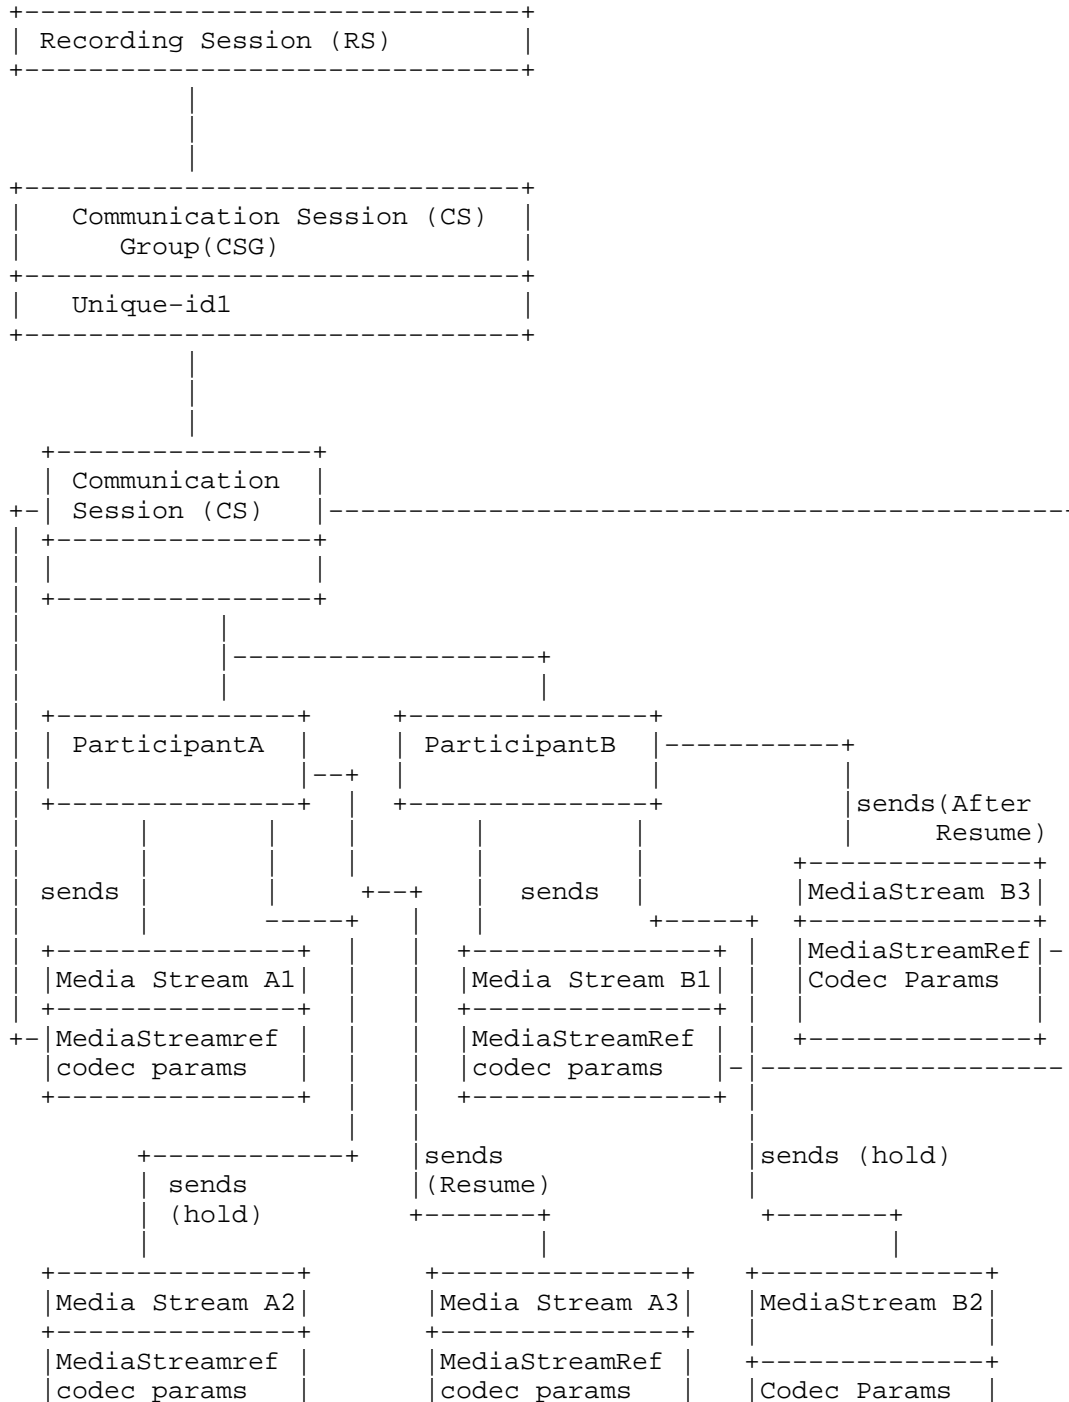 Recording Session (RS)
Communication Session (CS)
Group(CSG)
Unique-id1
Communication
Session (CS)
ParticipantA
ParticipantB
sends(After
Resume)
sends
sends
MediaStream B3
MediaStreamRef
Codec Params
Media Stream A1
MediaStreamref
codec params
Media Stream B1
MediaStreamRef
codec params
sends
(hold)
sends
(Resume)
sends (hold)
Media Stream A2
MediaStreamref
codec params
Media Stream A3
MediaStreamRef
codec params
MediaStream B2
Codec Params